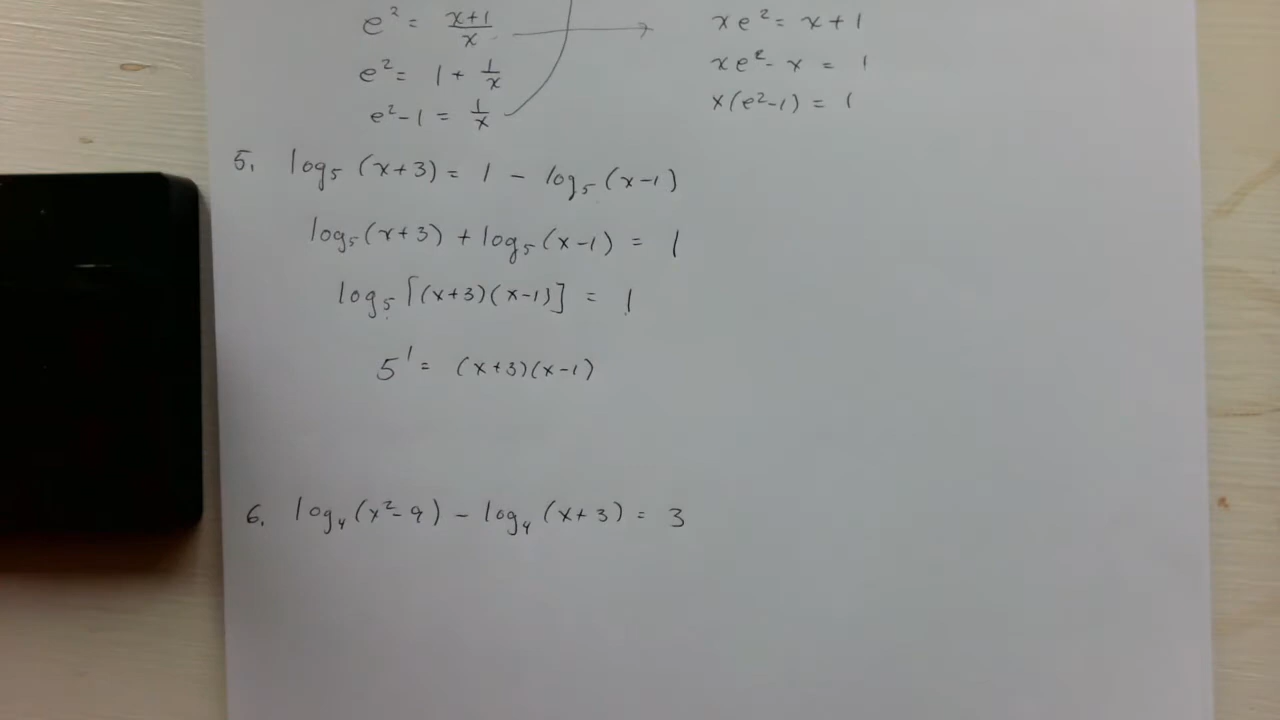 e² = (x+1)/x
xe² = x+1
e² = 1 + 1/x
xe² - x = 1
e² - 1 = 1/x
x(e²-1) = 1
5. log₅ (x+3) = 1 - log₅ (x-1)
log₅(x+3) + log₅(x-1) = 1
log₅ [(x+3)(x-1)] = 1
5¹ = (x+3)(x-1)
6. log₄(x²-9) - log₄(x+3) = 3